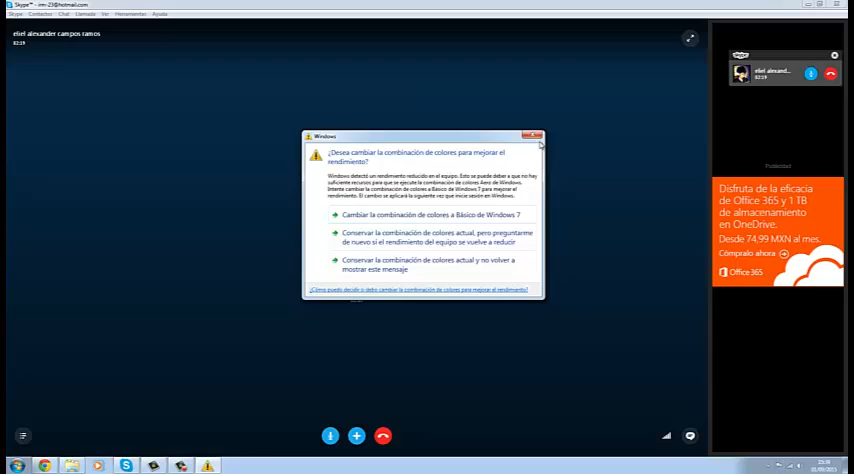 Skype™ - irm-23@hotmail.com
Skype Contactos Chat Llamada Ver Herramientas Ayuda
eliel alexander campos ramos
02:19
skype
eliel alexand...
02:19
Windows
¿Desea cambiar la combinación de colores para mejorar el
rendimiento?
Windows detectó un rendimiento reducido en el equipo. Esto se puede deber a que no hay
suficiente recursos para que se ejecute la combinación de colores Aero de Windows.
Intente cambiar la combinación de colores a Básico de Windows 7 para mejorar el
rendimiento. El cambio se aplicará la siguiente vez que inicie sesión en Windows.
Cambiar la combinación de colores a Básico de Windows 7
Conservar la combinación de colores actual, pero preguntarme
de nuevo si el rendimiento del equipo se vuelve a reducir
Conservar la combinación de colores actual y no volver a
mostrar este mensaje
¿Cómo puedo decidir si debo cambiar la combinación de colores para mejorar el rendimiento?
Publicidad
Disfruta de la eficacia
de Office 365 y 1 TB
de almacenamiento
en OneDrive.
Desde 74,99 MXN al mes.
Cómpralo ahora
Office 365